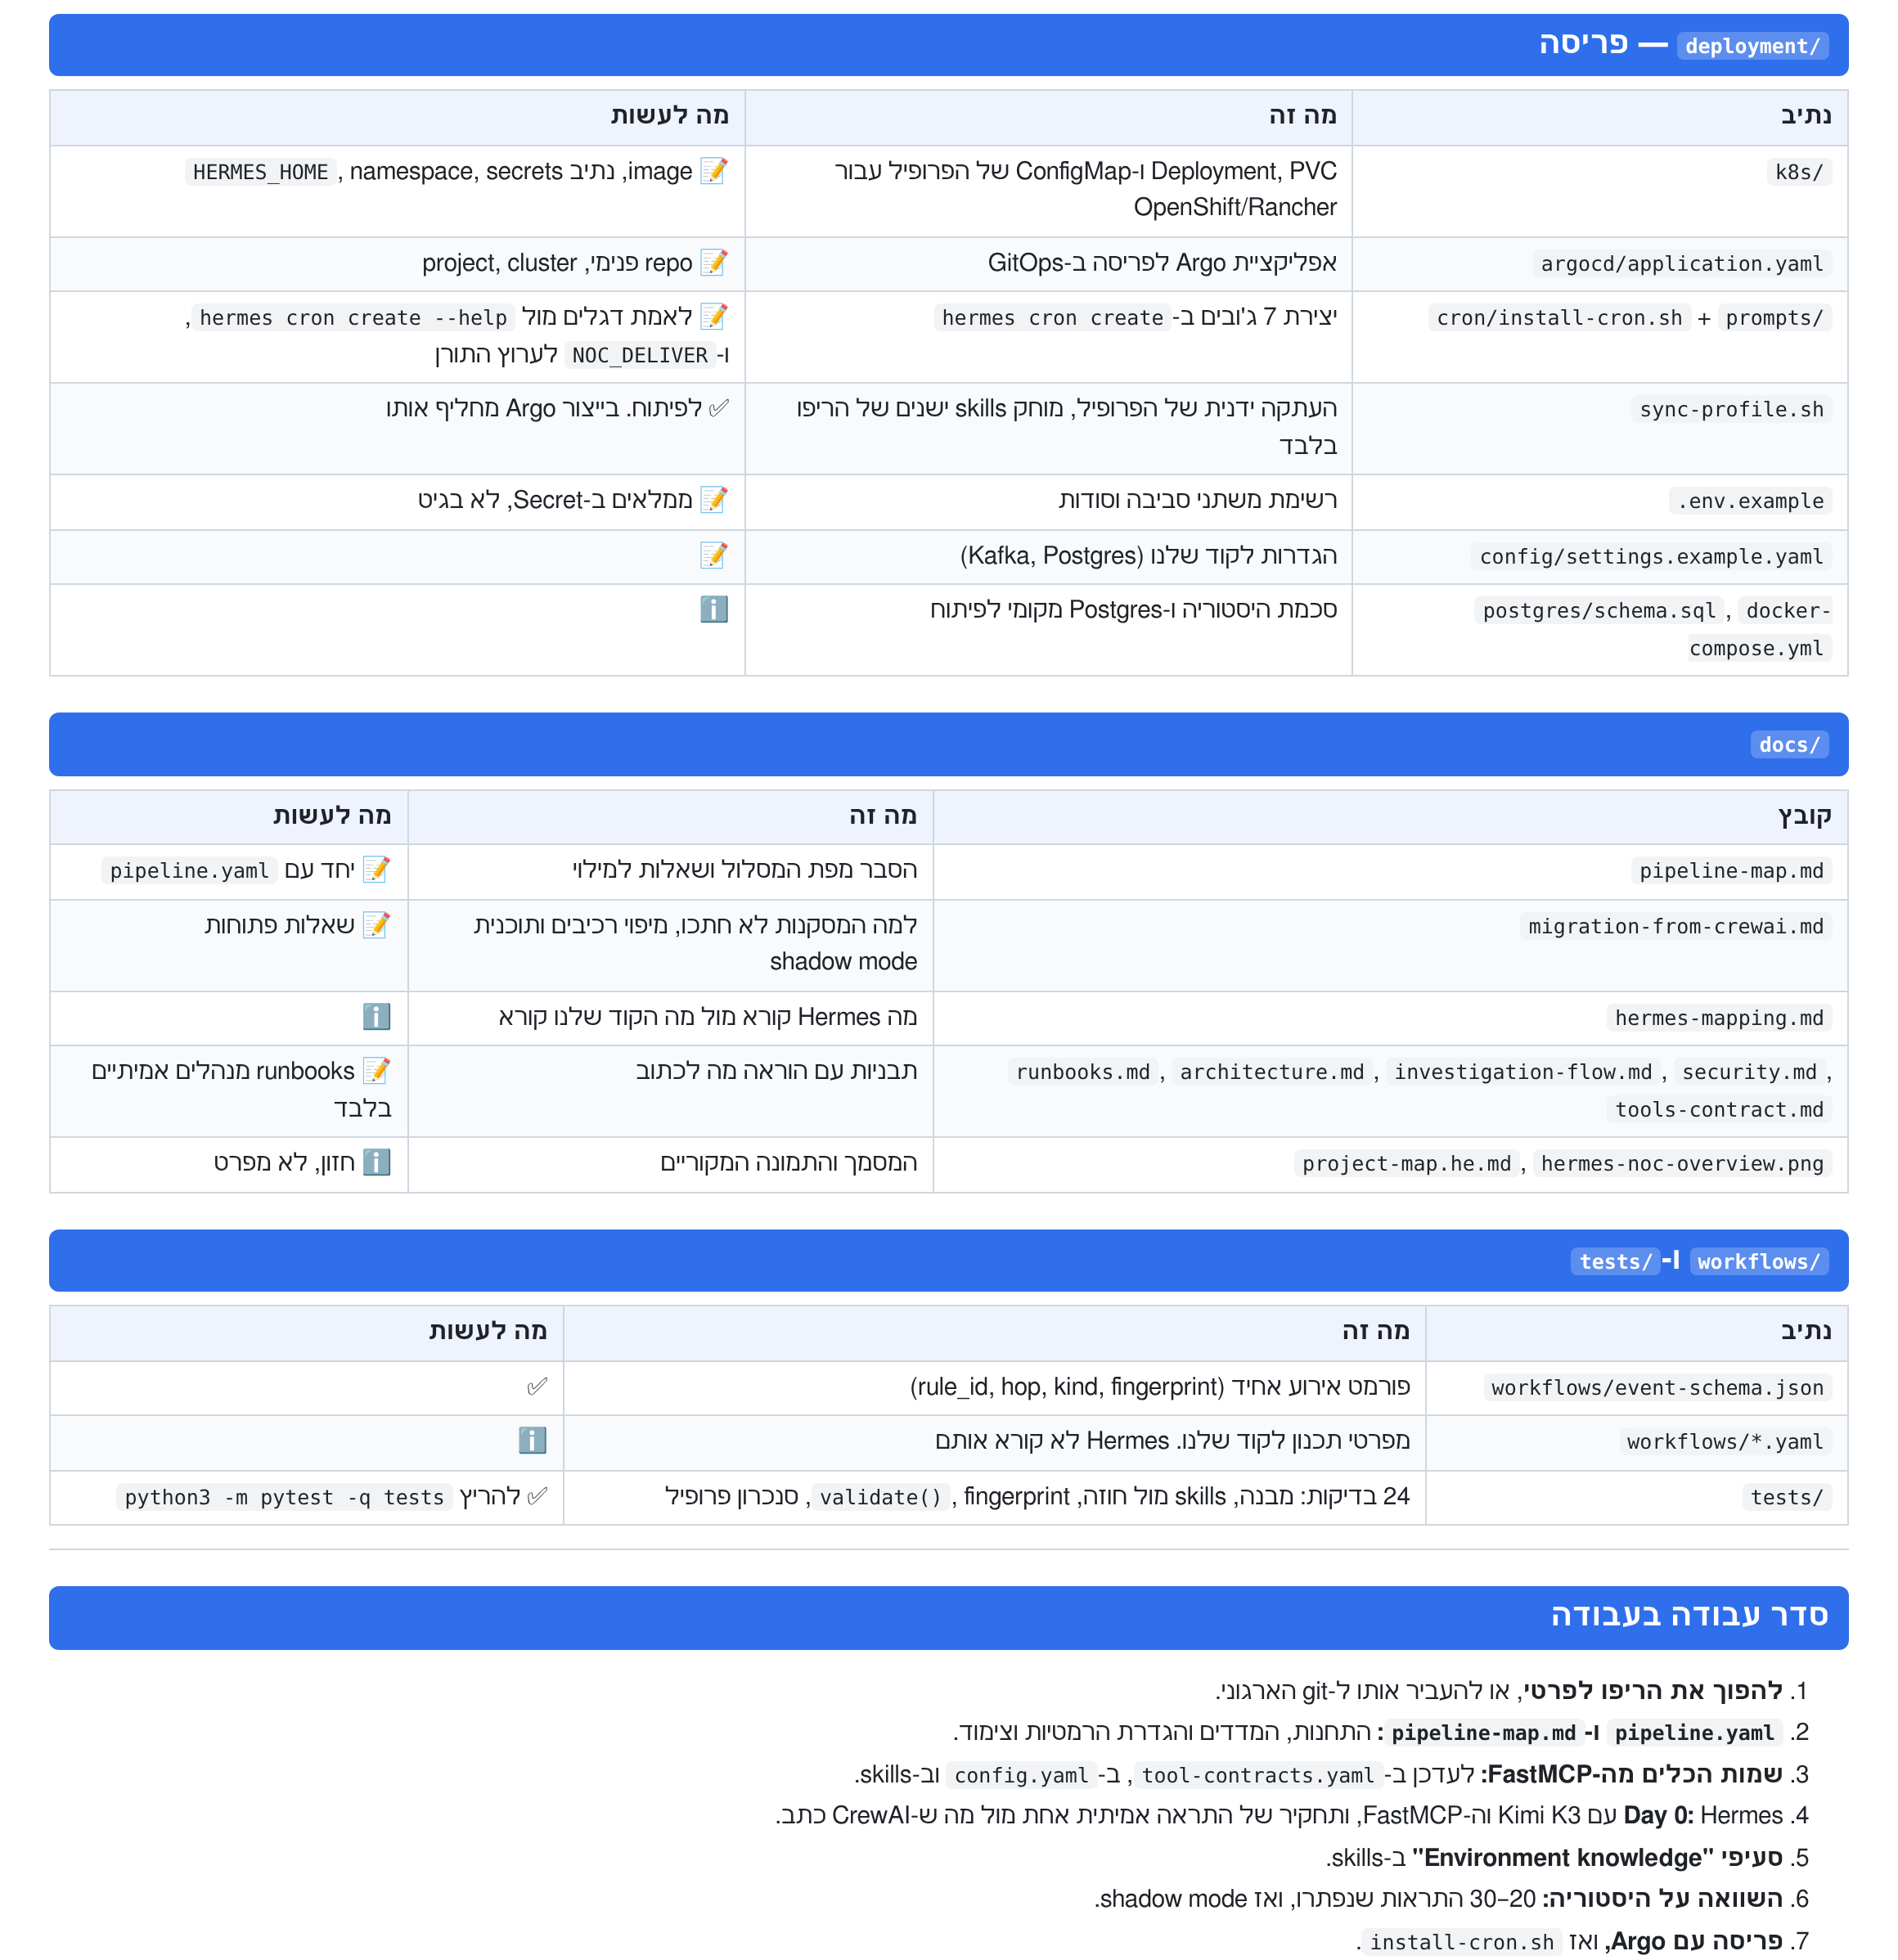 deployment/ — פריסה
נתיב	מה זה	מה לעשות
k8s/	Deployment, PVC ו-ConfigMap של הפרופיל עבור	📝 image, נתיב HERMES_HOME, namespace, secrets
OpenShift/Rancher
argocd/application.yaml	אפליקציית Argo לפריסה ב-GitOps	📝 repo פנימי, project, cluster
cron/install-cron.sh + prompts/	יצירת 7 ג'ובים ב-hermes cron create	📝 לאמת דגלים מול hermes cron create --help,
ו-NOC_DELIVER לערוץ התורן
sync-profile.sh	העתקה ידנית של הפרופיל, מוחק skills ישנים של הריפו	✅ לפיתוח. בייצור Argo מחליף אותו
בלבד
.env.example	רשימת משתני סביבה וסודות	📝 ממלאים ב-Secret, לא בגיט
config/settings.example.yaml	הגדרות לקוד שלנו (Kafka, Postgres)	📝
postgres/schema.sql, docker-	סכמת היסטוריה ו-Postgres מקומי לפיתוח	ℹ️
compose.yml
docs/
קובץ	מה זה	מה לעשות
pipeline-map.md	הסבר מפת המסלול ושאלות למילוי	📝 יחד עם pipeline.yaml
migration-from-crewai.md	למה המסקנות לא חתכו, מיפוי רכיבים ותוכנית	📝 שאלות פתוחות
shadow mode
hermes-mapping.md	מה Hermes קורא מול מה הקוד שלנו קורא	ℹ️
runbooks.md, architecture.md, investigation-flow.md, security.md,	תבניות עם הוראה מה לכתוב	📝 runbooks מנהלים אמיתיים
tools-contract.md	בלבד
project-map.he.md, hermes-noc-overview.png	המסמך והתמונה המקוריים	ℹ️ חזון, לא מפרט
workflows/ ו-tests/
נתיב	מה זה	מה לעשות
workflows/event-schema.json	פורמט אירוע אחיד (rule_id, hop, kind, fingerprint)	✅
workflows/*.yaml	מפרטי תכנון לקוד שלנו. Hermes לא קורא אותם	ℹ️
tests/	24 בדיקות: מבנה, skills מול חוזה, validate(), fingerprint, סנכרון פרופיל	✅ להריץ python3 -m pytest -q tests
סדר עבודה בעבודה
1. להפוך את הריפו לפרטי, או להעביר אותו ל-git הארגוני.
2. pipeline.yaml ו-pipeline-map.md: התחנות, המדדים והגדרת הרמטיות וצימוד.
3. שמות הכלים מה-FastMCP: לעדכן ב-tool-contracts.yaml, ב-config.yaml וב-skills.
4. Day 0: Hermes עם Kimi K3 וה-FastMCP, ותחקיר של התראה אמיתית אחת מול מה ש-CrewAI כתב.
5. סעיפי "Environment knowledge" ב-skills.
6. השוואה על היסטוריה: 20–30 התראות שנפתרו, ואז shadow mode.
7. פריסה עם Argo, ואז install-cron.sh.